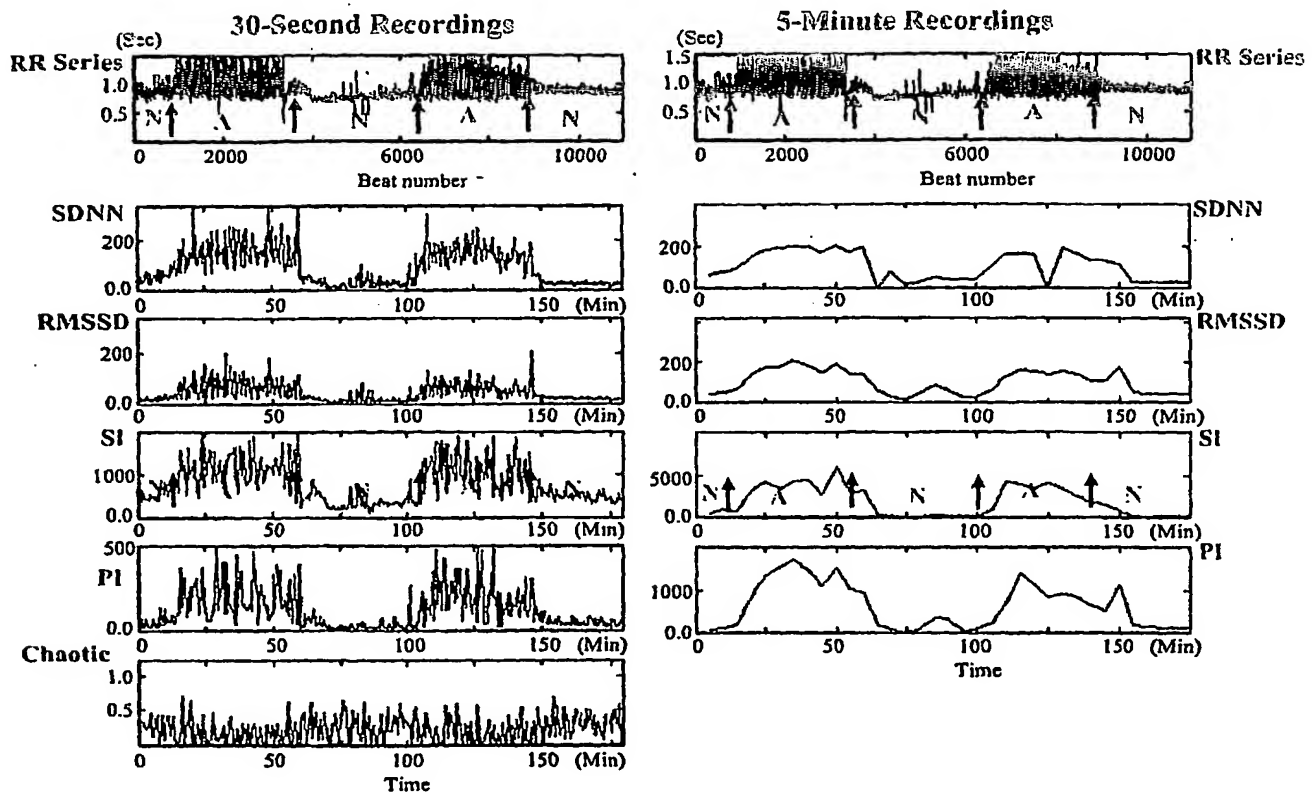 30-Second Recordings
(Sec)
RR Series
1.0
0.5
N A N A N
0 2000 6000 10000
Beat number
SDNN
200
0.0
0 50 100 150 (Min)
RMSSD
200
0.0
0 50 100 150 (Min)
SI
1000
0.0
0 50 100 150 (Min)
500
PI
0.0
0 50 100 150 (Min)
Chaotic
1.0
0.5
0 50 100 150 (Min)
Time
5-Minute Recordings
(Sec)
1.5
RR Series
1.0
0.5
N A N A N
0 2000 6000 10000
Beat number
SDNN
200
0.0
0 50 100 150 (Min)
RMSSD
200
0.0
0 50 100 150 (Min)
SI
5000
N A N A N
0.0
0 50 100 150 (Min)
PI
1000
0.0
0 50 100 150 (Min)
Time